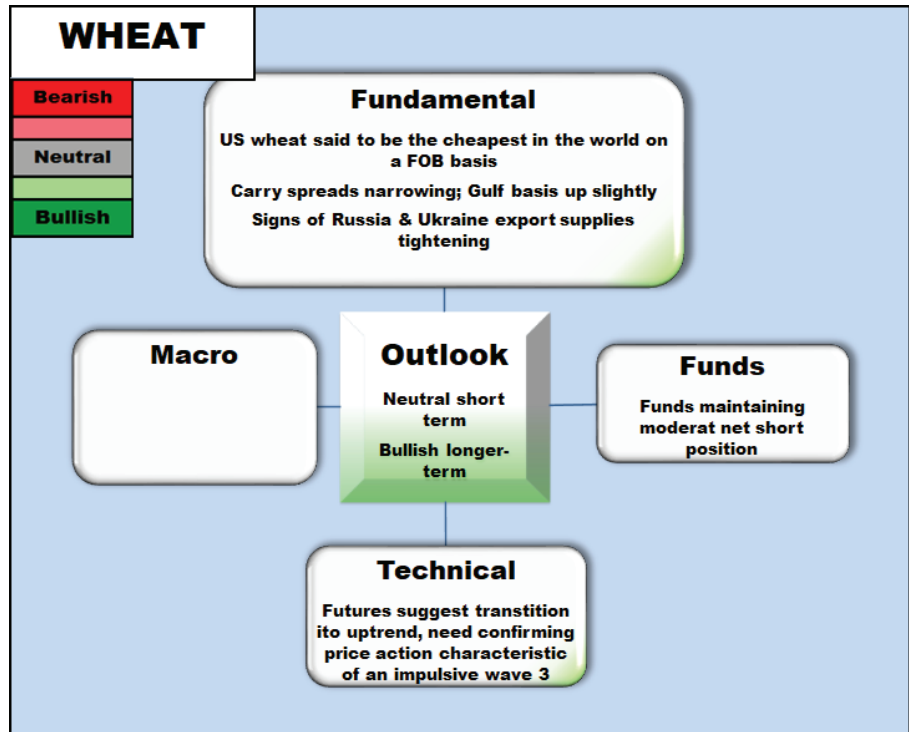 WHEAT
Bearish
Neutral
Bullish
Fundamental
US wheat said to be the cheapest in the world on
a FOB basis
Carry spreads narrowing; Gulf basis up slightly
Signs of Russia & Ukraine export supplies
tightening
Macro
Outlook
Neutral short
term
Bullish longer-
term
Funds
Funds maintaining
moderat net short
position
Technical
Futures suggest transtition
ito uptrend, need confirming
price action characteristic
of an impulsive wave 3